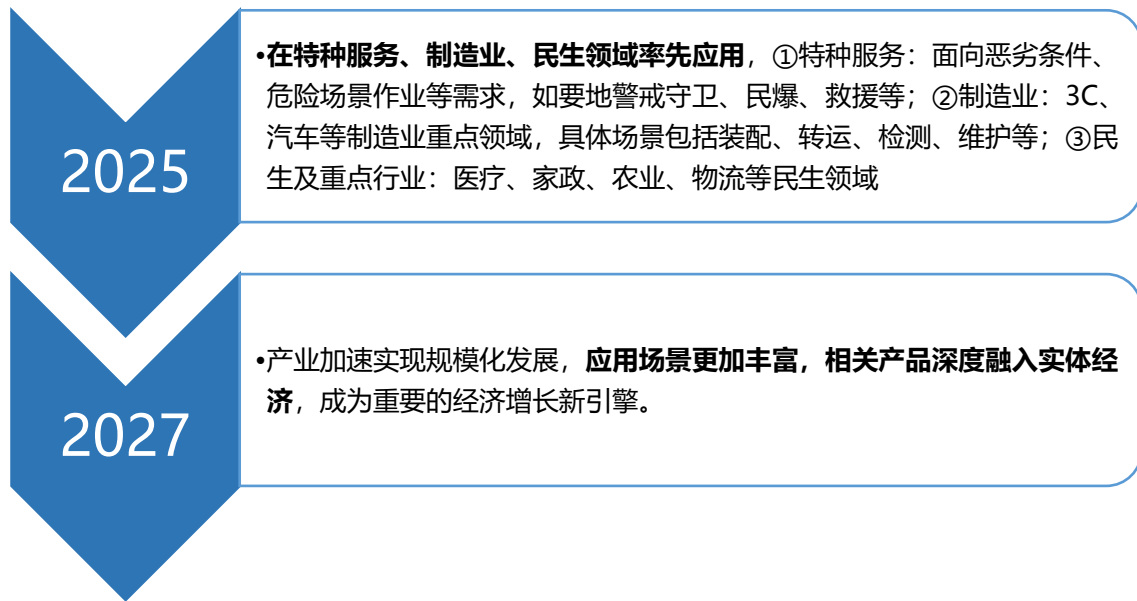 2025
•在特种服务、制造业、民生领域率先应用，①特种服务：面向恶劣条件、
危险场景作业等需求，如要地警戒守卫、民爆、救援等；②制造业：3C、
汽车等制造业重点领域，具体场景包括装配、转运、检测、维护等；③民
生及重点行业：医疗、家政、农业、物流等民生领域
2027
•产业加速实现规模化发展，应用场景更加丰富，相关产品深度融入实体经
济，成为重要的经济增长新引擎。